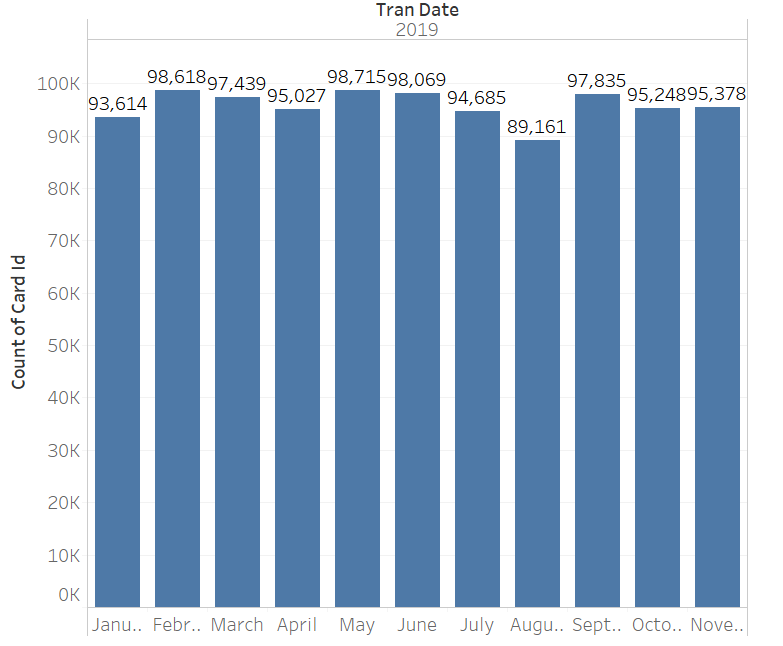 Tran Date
2019
100K
90K
80K
70K
60K
50K
40K
30K
20K
10K
0K
Count of Card Id
93,614
98,618
97,439
95,027
98,715
98,069
94,685
89,161
97,835
95,248
95,378
Janu..
Febr..
March
April
May
June
July
Augu..
Sept..
Octo..
Nove..